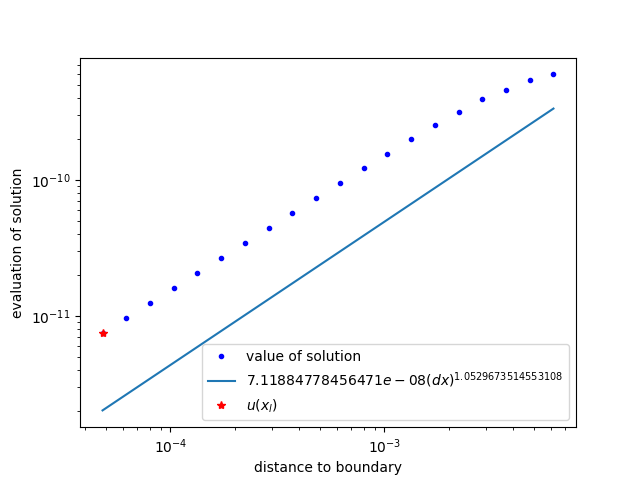 evaluation of solution
10⁻¹⁰
10⁻¹¹
value of solution
7.11884778456471e − 08(dx)^1.0529673514553108
u(x_l)
10⁻⁴
10⁻³
distance to boundary